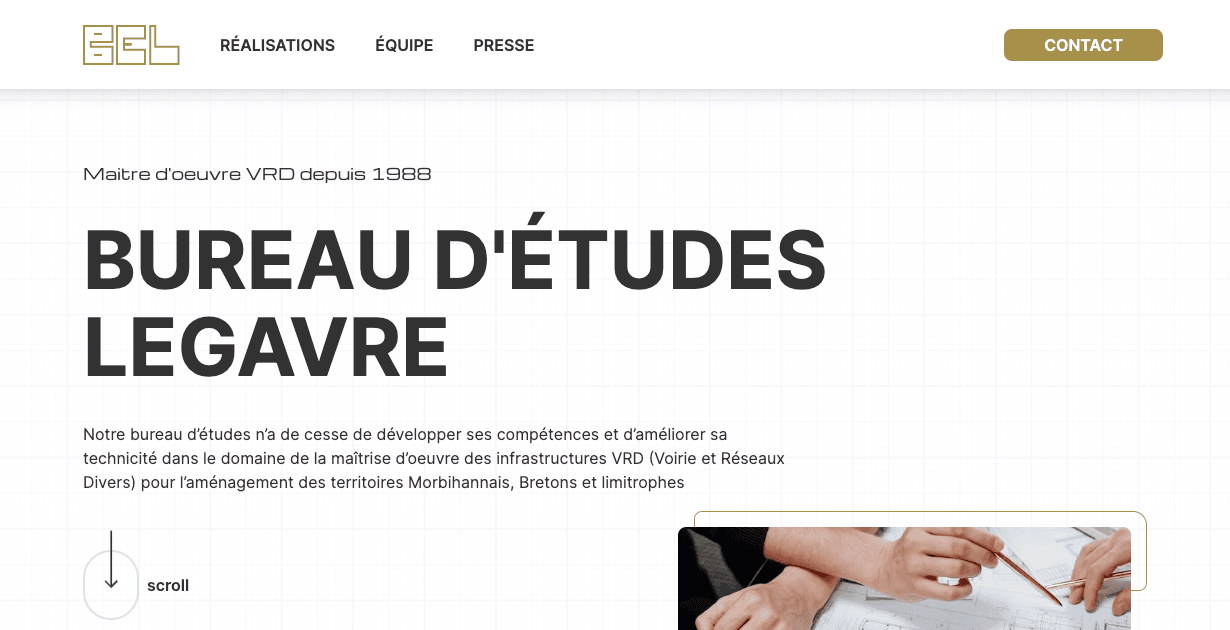 BEL
RÉALISATIONS
ÉQUIPE
PRESSE
CONTACT
Maitre d'oeuvre VRD depuis 1988
BUREAU D'ÉTUDES
LEGAVRE
Notre bureau d’études n’a de cesse de développer ses compétences et d’améliorer sa
technicité dans le domaine de la maîtrise d’oeuvre des infrastructures VRD (Voirie et Réseaux
Divers) pour l’aménagement des territoires Morbihannais, Bretons et limitrophes
scroll